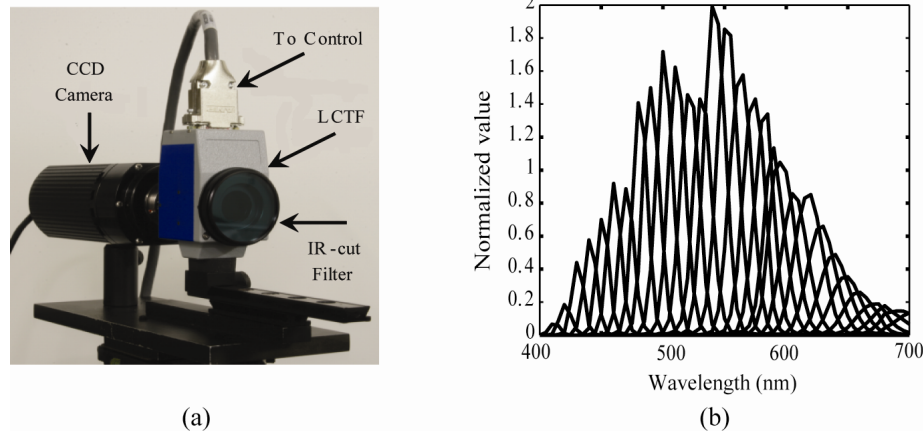 To Control
CCD
Camera
LCTF
IR-cut
Filter
(a)
Normalized value
2
1.8
1.6
1.4
1.2
1
0.8
0.6
0.4
0.2
0
400
500
600
700
Wavelength (nm)
(b)